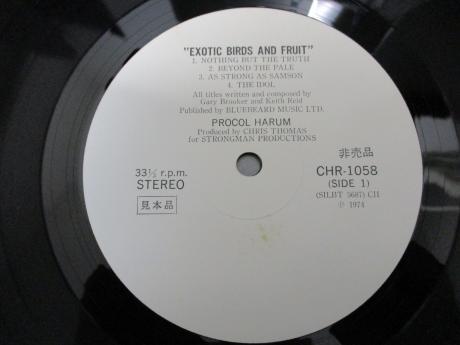 "EXOTIC BIRDS AND FRUIT"
1. NOTHING BUT THE TRUTH
2. BEYOND THE PALE
3. AS STRONG AS SAMSON
4. THE IDOL
All titles written and composed by
Gary Brooker and Keith Reid
Published by BLUEBEARD MUSIC LTD.
PROCOL HARUM
Produced by CHRIS THOMAS
for STRONGMAN PRODUCTIONS
33⅓ r.p.m.
STEREO
見本品
非売品
CHR-1058
(SIDE 1)
(SILBT 5687) CH
Ⓟ 1974